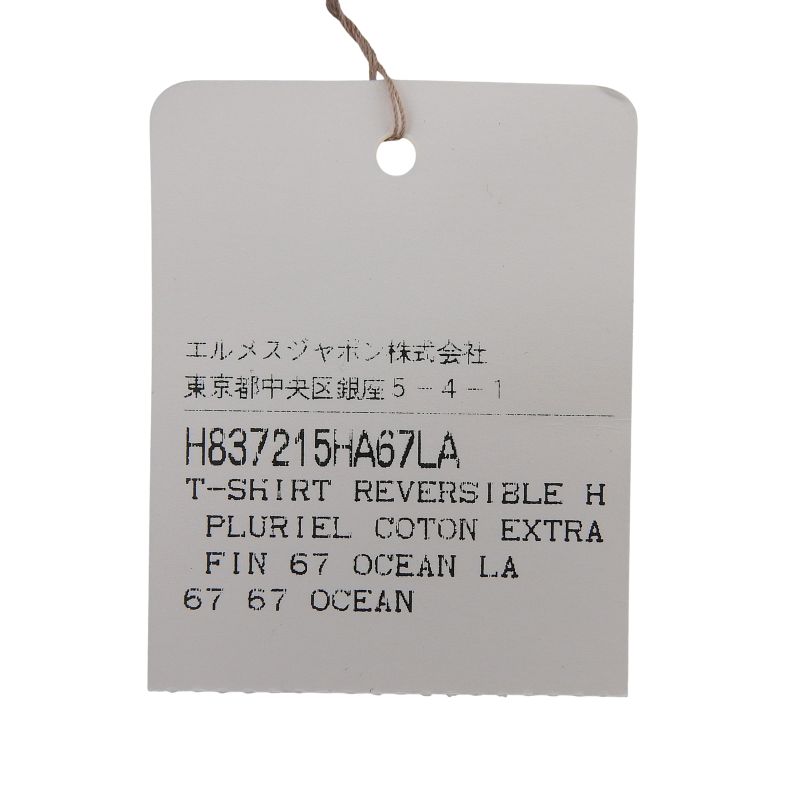 エルメスジャポン株式会社
東京都中央区銀座5-4-1
H837215HA67LA
T-SHIRT REVERSIBLE H
PLURIEL COTON EXTRA
FIN 67 OCEAN LA
67 67 OCEAN